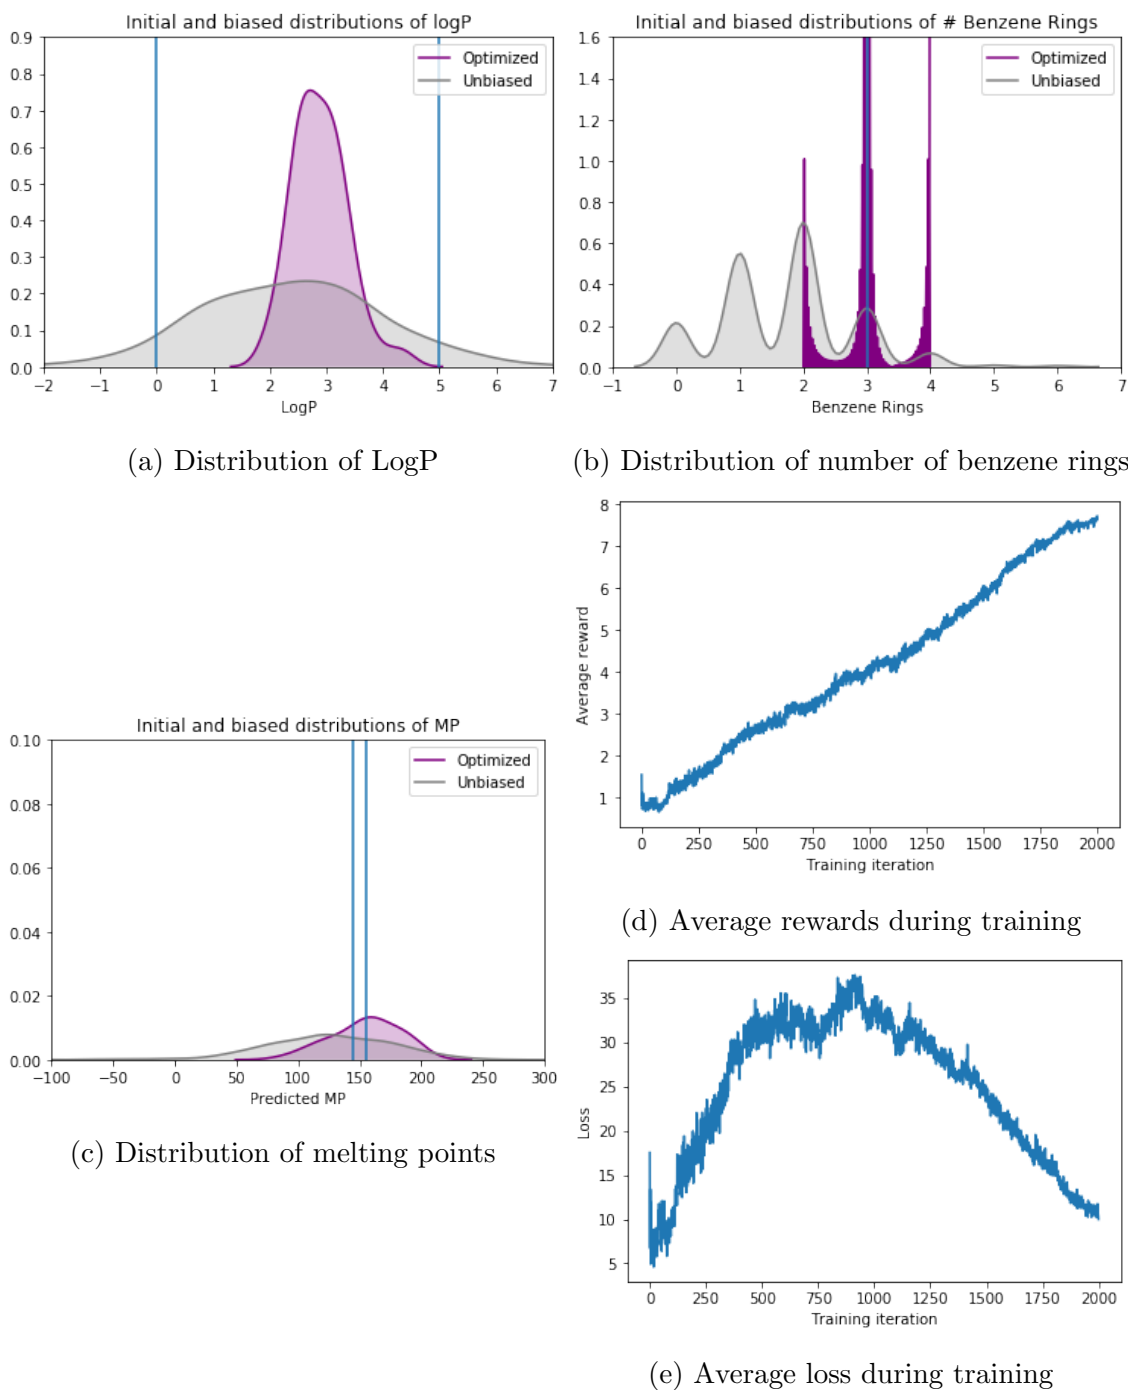 Initial and biased distributions of logP
0.9
0.8
0.7
0.6
0.5
0.4
0.3
0.2
0.1
0.0
Optimized
Unbiased
−2 −1 0 1 2 3 4 5 6 7
LogP
(a) Distribution of LogP
Initial and biased distributions of # Benzene Rings
1.6
1.4
1.2
1.0
0.8
0.6
0.4
0.2
0.0
Optimized
Unbiased
−1 0 1 2 3 4 5 6 7
Benzene Rings
(b) Distribution of number of benzene rings
Initial and biased distributions of MP
0.10
0.08
0.06
0.04
0.02
0.00
Optimized
Unbiased
−100 −50 0 50 100 150 200 250 300
Predicted MP
(c) Distribution of melting points
8
7
6
5
4
3
2
1
Average reward
0 250 500 750 1000 1250 1500 1750 2000
Training iteration
(d) Average rewards during training
35
30
25
20
15
10
5
Loss
0 250 500 750 1000 1250 1500 1750 2000
Training iteration
(e) Average loss during training